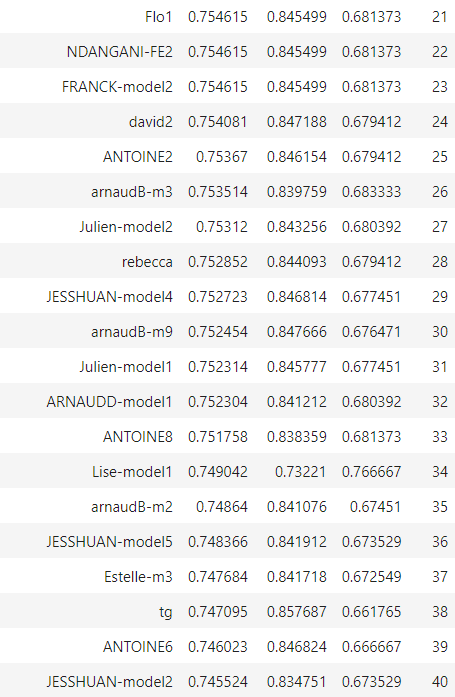 Flo1 0.754615 0.845499 0.681373 21
NDANGANI-FE2 0.754615 0.845499 0.681373 22
FRANCK-model2 0.754615 0.845499 0.681373 23
david2 0.754081 0.847188 0.679412 24
ANTOINE2 0.75367 0.846154 0.679412 25
arnaudB-m3 0.753514 0.839759 0.683333 26
Julien-model2 0.75312 0.843256 0.680392 27
rebecca 0.752852 0.844093 0.679412 28
JESSHUAN-model4 0.752723 0.846814 0.677451 29
arnaudB-m9 0.752454 0.847666 0.676471 30
Julien-model1 0.752314 0.845777 0.677451 31
ARNAUDD-model1 0.752304 0.841212 0.680392 32
ANTOINE8 0.751758 0.838359 0.681373 33
Lise-model1 0.749042 0.73221 0.766667 34
arnaudB-m2 0.74864 0.841076 0.67451 35
JESSHUAN-model5 0.748366 0.841912 0.673529 36
Estelle-m3 0.747684 0.841718 0.672549 37
tg 0.747095 0.857687 0.661765 38
ANTOINE6 0.746023 0.846824 0.666667 39
JESSHUAN-model2 0.745524 0.834751 0.673529 40